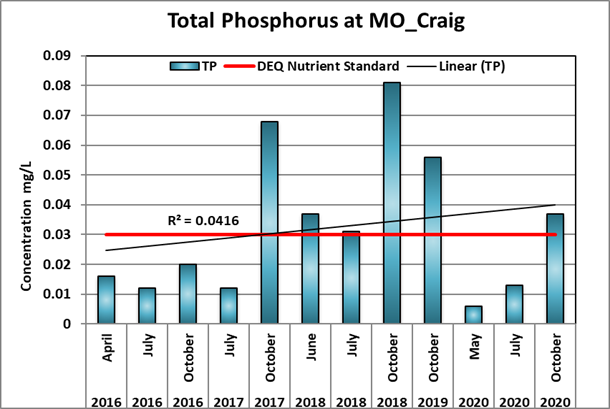 Total Phosphorus at MO_Craig
TP DEQ Nutrient Standard Linear (TP)
Concentration mg/L
0.09
0.08
0.07
0.06
0.05
0.04
0.03
0.02
0.01
0
R² = 0.0416
April July October July October June July October October May July October
2016 2016 2016 2017 2017 2018 2018 2018 2019 2020 2020 2020